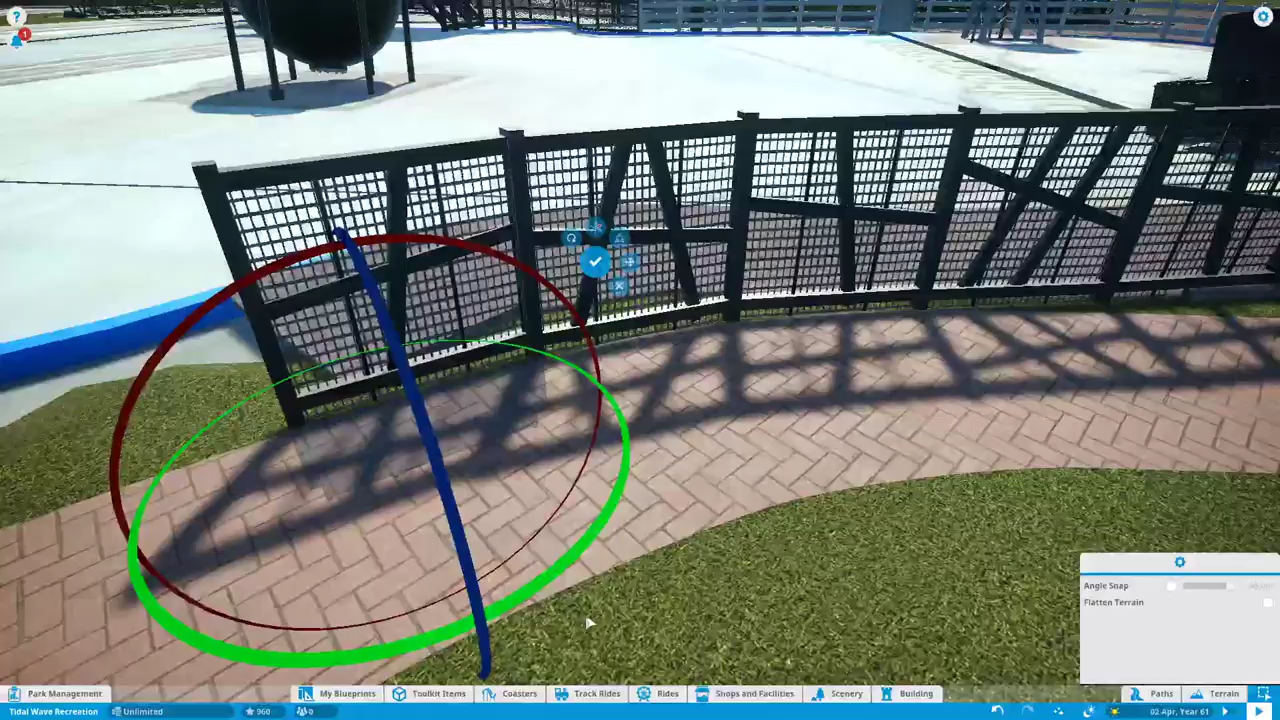 ?
1
Angle Snap
Flatten Terrain
Park Management
My Blueprints
Toolkit Items
Coasters
Track Rides
Rides
Shops and Facilities
Scenery
Building
Paths
Terrain
Tidal Wave Recreation
Unlimited
960
0
02 Apr, Year 61